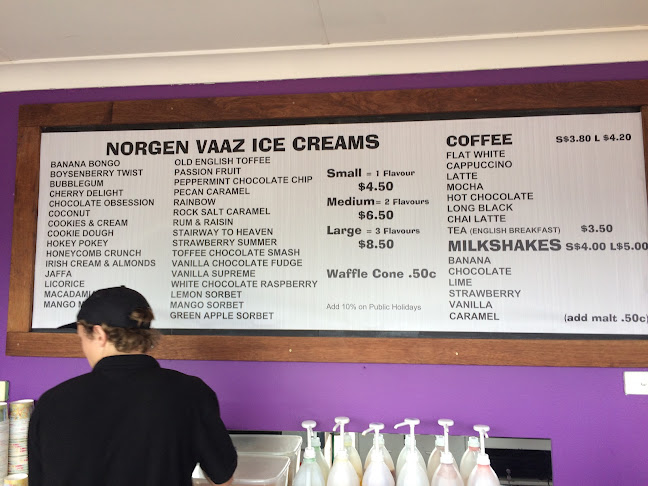 NORGEN VAAZ ICE CREAMS
BANANA BONGO
BOYSENBERRY TWIST
BUBBLEGUM
CHERRY DELIGHT
CHOCOLATE OBSESSION
COCONUT
COOKIES & CREAM
COOKIE DOUGH
HOKEY POKEY
HONEYCOMB CRUNCH
IRISH CREAM & ALMONDS
JAFFA
LICORICE
MACADAMI
MANGO
OLD ENGLISH TOFFEE
PASSION FRUIT
PEPPERMINT CHOCOLATE CHIP
PECAN CARAMEL
RAINBOW
ROCK SALT CARAMEL
RUM & RAISIN
STAIRWAY TO HEAVEN
STRAWBERRY SUMMER
TOFFEE CHOCOLATE SMASH
VANILLA CHOCOLATE FUDGE
VANILLA SUPREME
WHITE CHOCOLATE RASPBERRY
LEMON SORBET
MANGO SORBET
GREEN APPLE SORBET
Small = 1 Flavour
$4.50
Medium= 2 Flavours
$6.50
Large = 3 Flavours
$8.50
Waffle Cone .50c
Add 10% on Public Holidays
COFFEE S$3.80 L $4.20
FLAT WHITE
CAPPUCCINO
LATTE
MOCHA
HOT CHOCOLATE
LONG BLACK
CHAI LATTE
TEA (ENGLISH BREAKFAST) $3.50
MILKSHAKES S$4.00 L$5.00
BANANA
CHOCOLATE
LIME
STRAWBERRY
VANILLA
CARAMEL (add malt .50c)